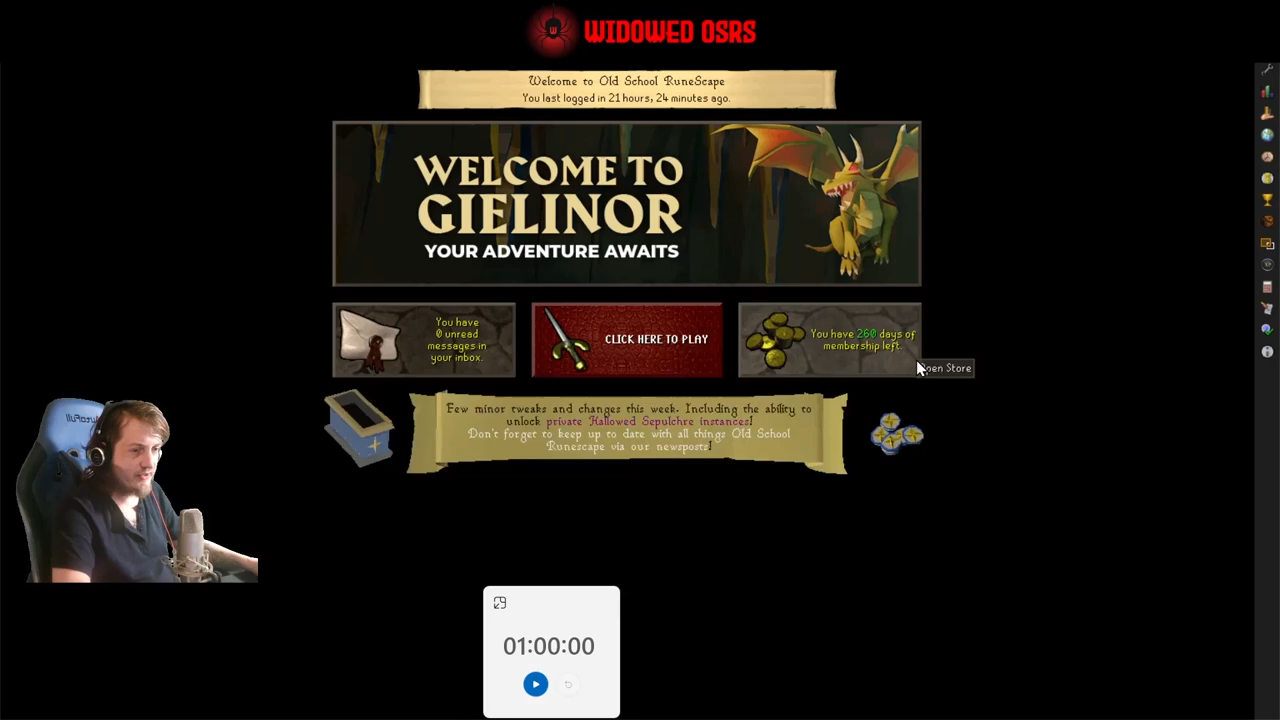 WIDOWED OSRS
Welcome to Old School RuneScape
You last logged in 21 hours, 24 minutes ago.
WELCOME TO
GIELINOR
YOUR ADVENTURE AWAITS
You have
0 unread
messages in
your inbox.
CLICK HERE TO PLAY
You have 260 days of
membership left.
Open Store
Few minor tweaks and changes this week. Including the ability to
unlock private Hallowed Sepulchre instances!
Don't forget to keep up to date with all things Old School
Runescape via our newsposts!
01:00:00